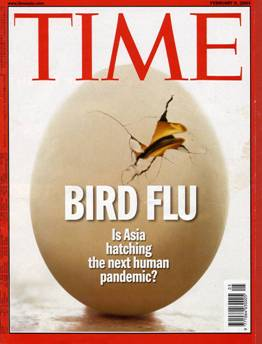 TIME
BIRD FLU
Is Asia
hatching
the next human
pandemic?